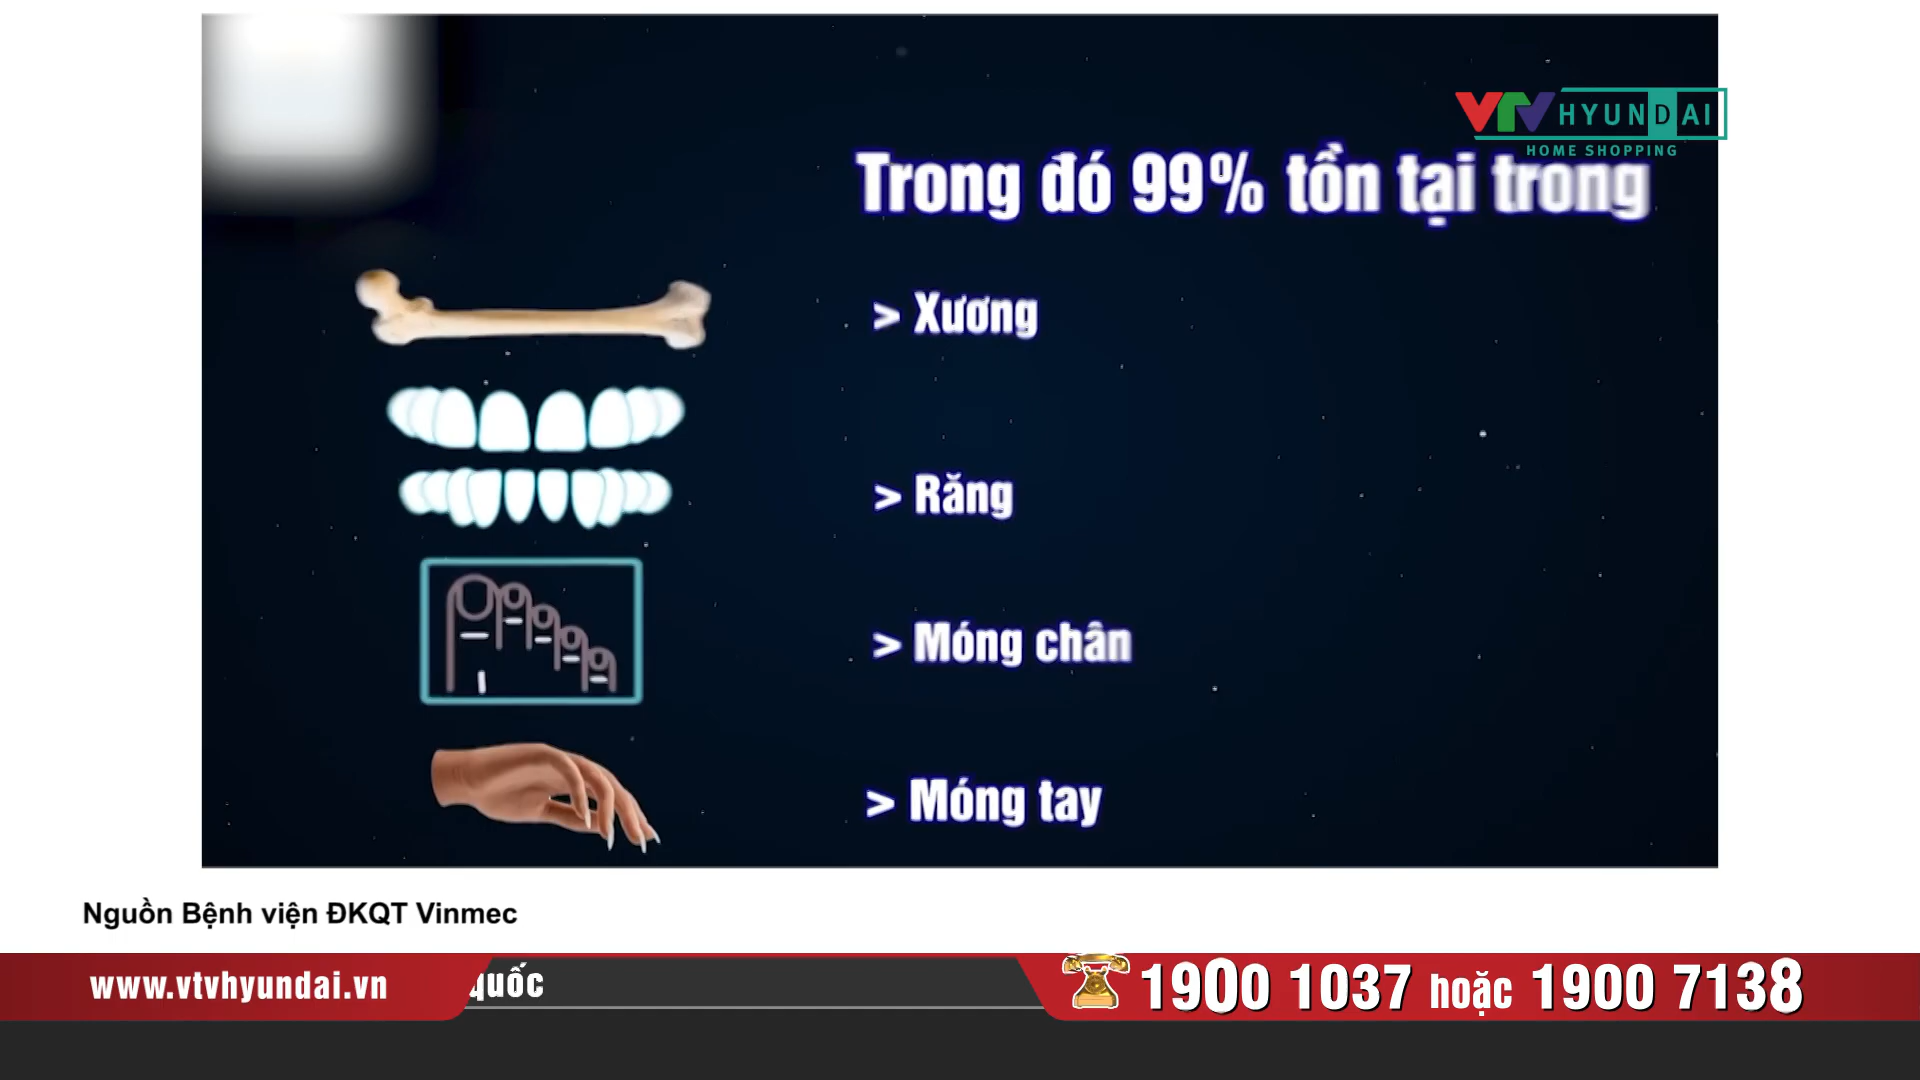 VTV HYUNDAI
HOME SHOPPING
Trong đó 99% tồn tại trong
> Xương
> Răng
> Móng chân
> Móng tay
Nguồn Bệnh viện ĐKQT Vinmec
www.vtvhyundai.vn
quốc
1900 1037 hoặc 1900 7138